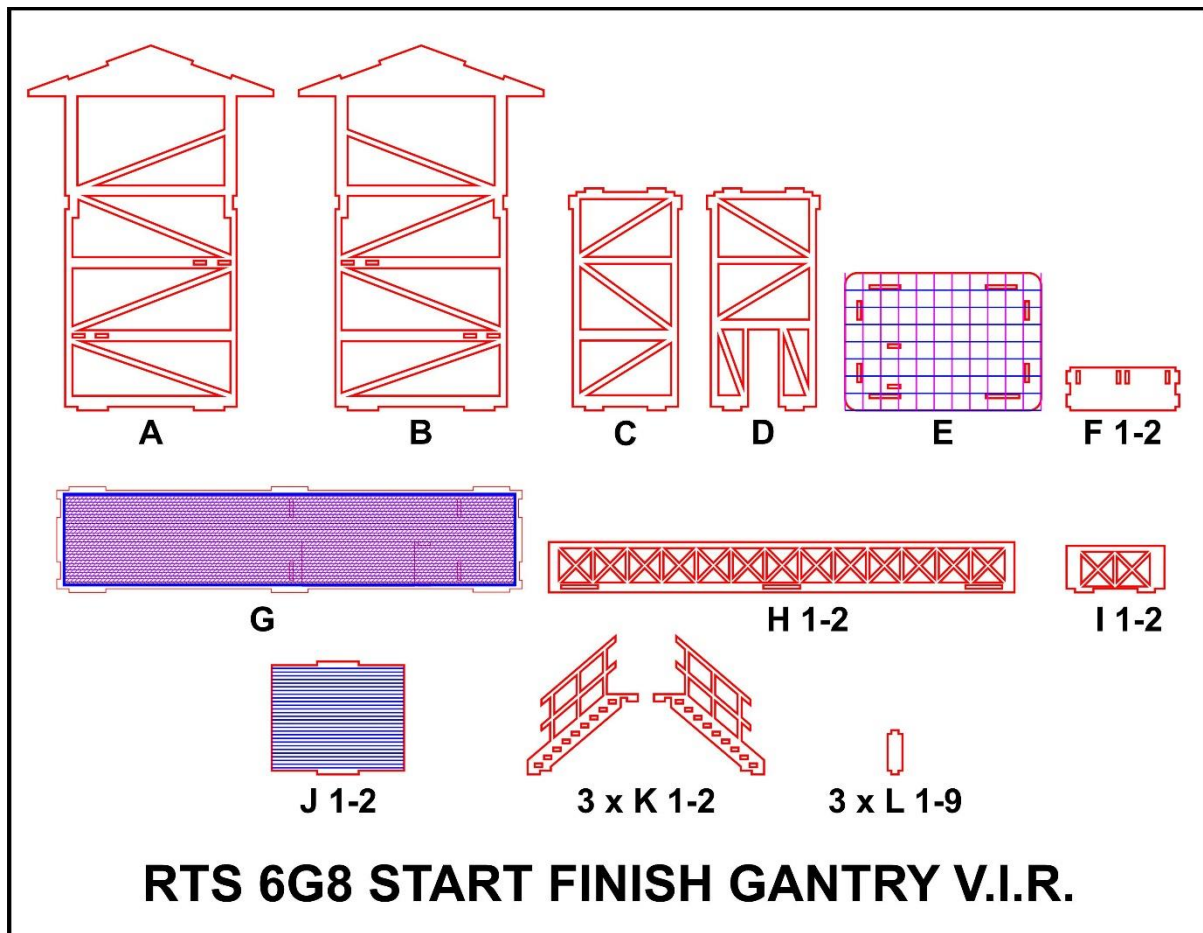 A B C D E F 1-2
G H 1-2 I 1-2
J 1-2 3 x K 1-2 3 x L 1-9
RTS 6G8 START FINISH GANTRY V.I.R.